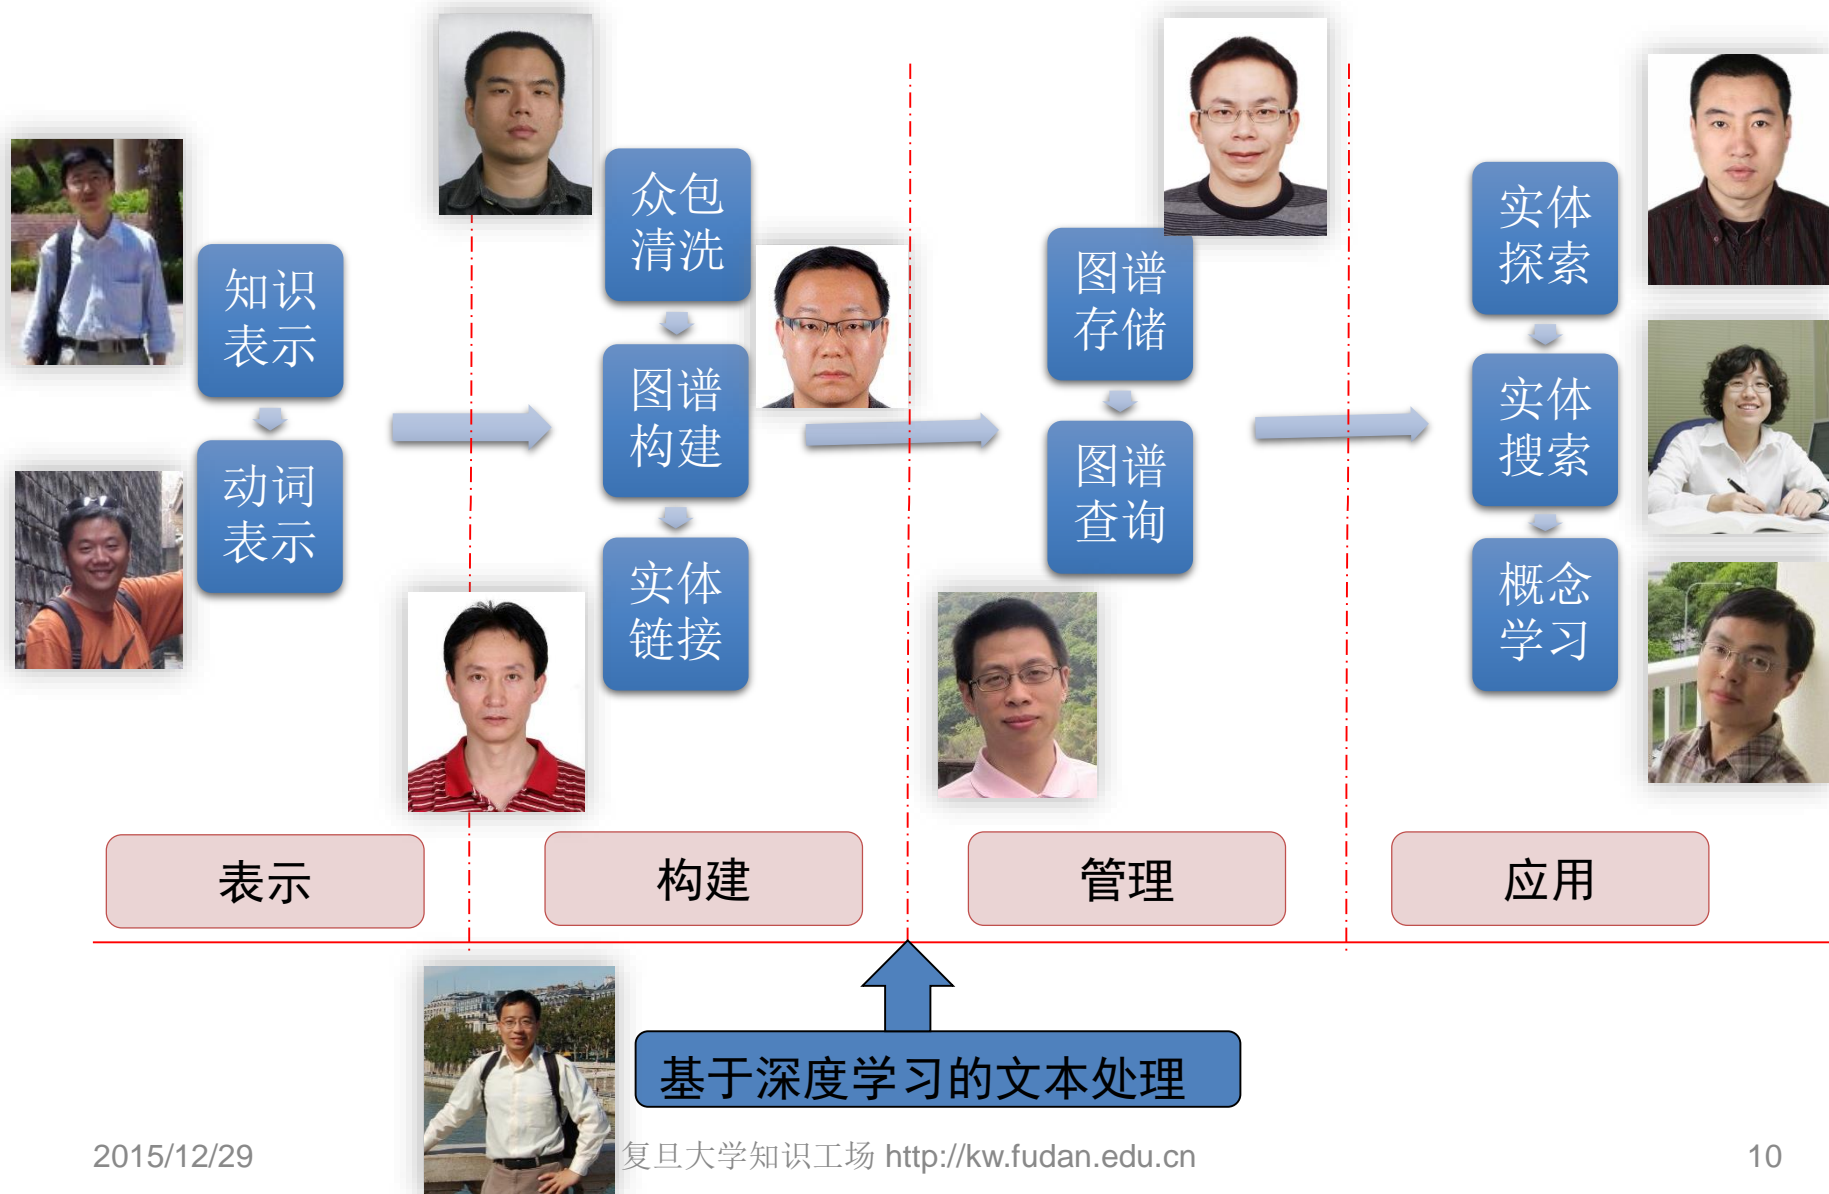 知识
表示
动词
表示
众包
清洗
图谱
构建
实体
链接
图谱
存储
图谱
查询
实体
探索
实体
搜索
概念
学习
表示
构建
管理
应用
基于深度学习的文本处理
2015/12/29
复旦大学知识工场 http://kw.fudan.edu.cn
10